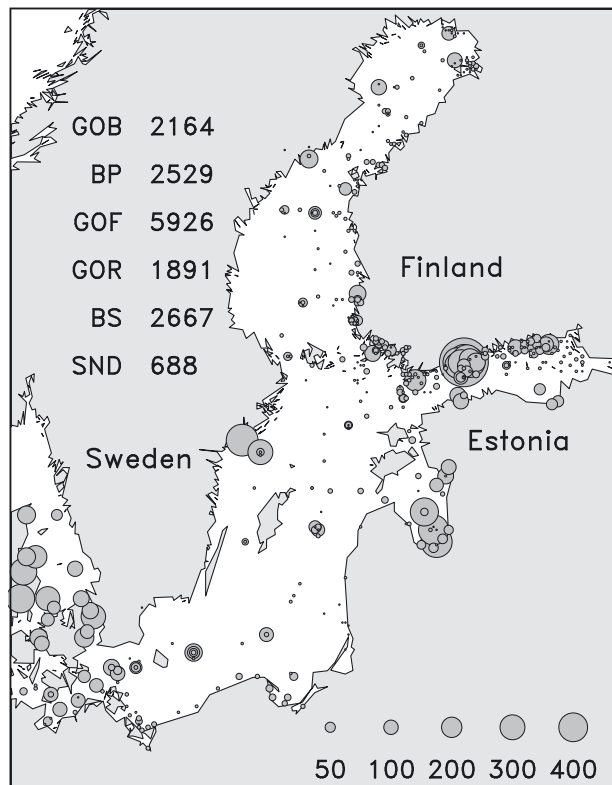 GOB 2164
BP 2529
GOF 5926
GOR 1891
BS 2667
SND 688
Finland
Sweden
Estonia
50 100 200 300 400